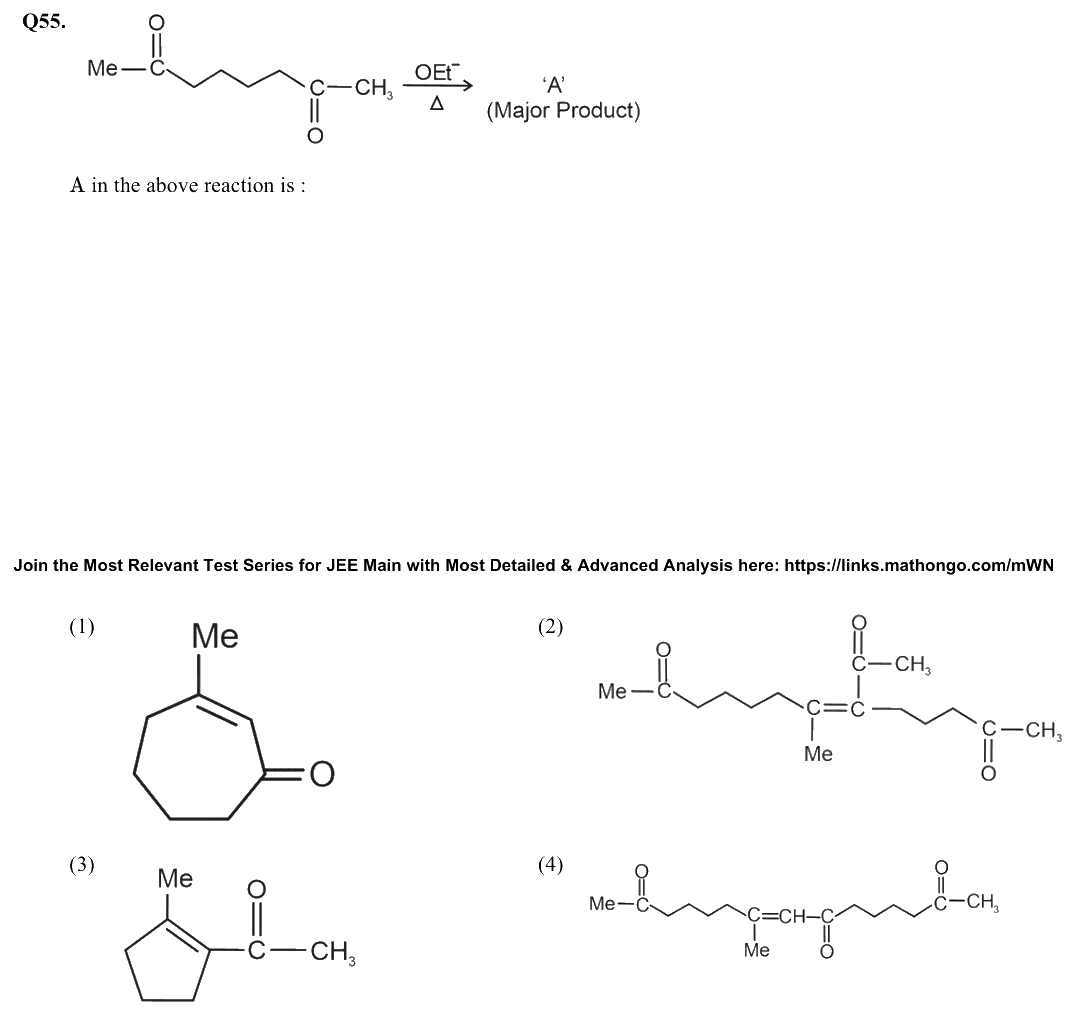 Q55.
O
Me—C
C—CH₃
O
OEt⁻
Δ
‘A’
(Major Product)
A in the above reaction is :
Join the Most Relevant Test Series for JEE Main with Most Detailed & Advanced Analysis here: https://links.mathongo.com/mWN
(1)
Me
O
(2)
O
C—CH₃
O
Me—C
C=C
Me
C—CH₃
O
(3)
Me
O
C—CH₃
(4)
O
Me—C
C=CH—C
Me
O
O
C—CH₃